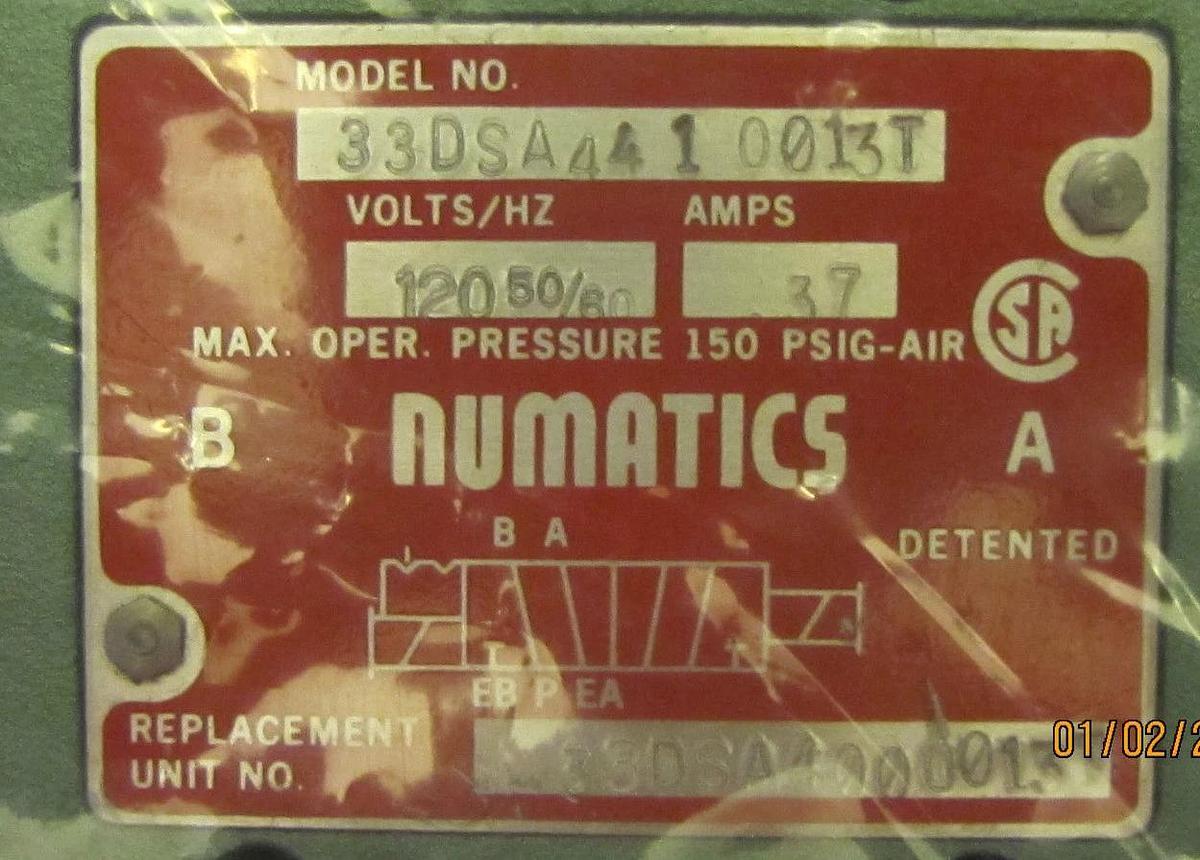 MODEL NO.
33DSA441 0013T
VOLTS/HZ AMPS
120 50/60 .37
MAX. OPER. PRESSURE 150 PSIG-AIR
CSA
B NUMATICS A
B A
DETENTED
EB P EA
REPLACEMENT
UNIT NO.
01/02/2